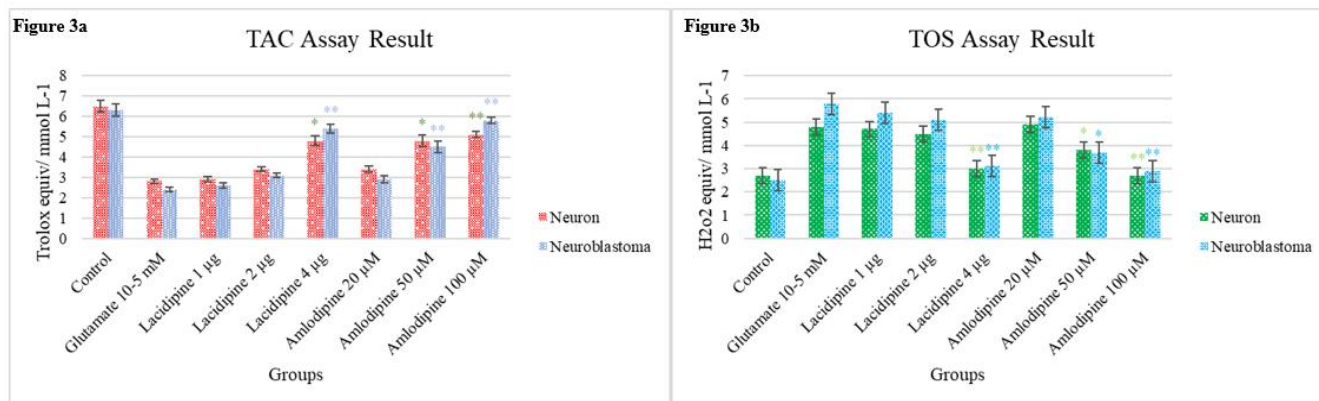 Figure 3a
TAC Assay Result
Trolox equiv/ mmol L-1
8
7
6
5
4
3
2
1
0
* ** * ** ** **
Control
Glutamate 10-5 mM
Lacidipine 1 µg
Lacidipine 2 µg
Lacidipine 4 µg
Amlodipine 20 µM
Amlodipine 50 µM
Amlodipine 100 µM
Groups
Neuron
Neuroblastoma
Figure 3b
TOS Assay Result
H2o2 equiv/ mmol L-1
7
6
5
4
3
2
1
0
** ** * * ** **
Control
Glutamate 10-5 mM
Lacidipine 1 µg
Lacidipine 2 µg
Lacidipine 4 µg
Amlodipine 20 µM
Amlodipine 50 µM
Amlodipine 100 µM
Groups
Neuron
Neuroblastoma